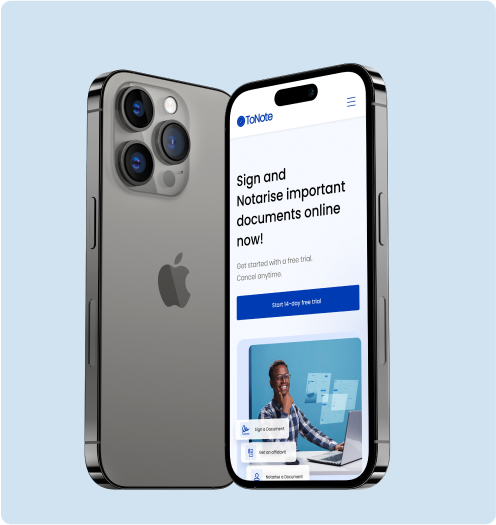 ToNote
Sign and
Notarise important
documents online
now!
Get started with a free trial.
Cancel anytime.
Start 14-day free trial
Sign a Document
Get an affidavit
Notarise a Document